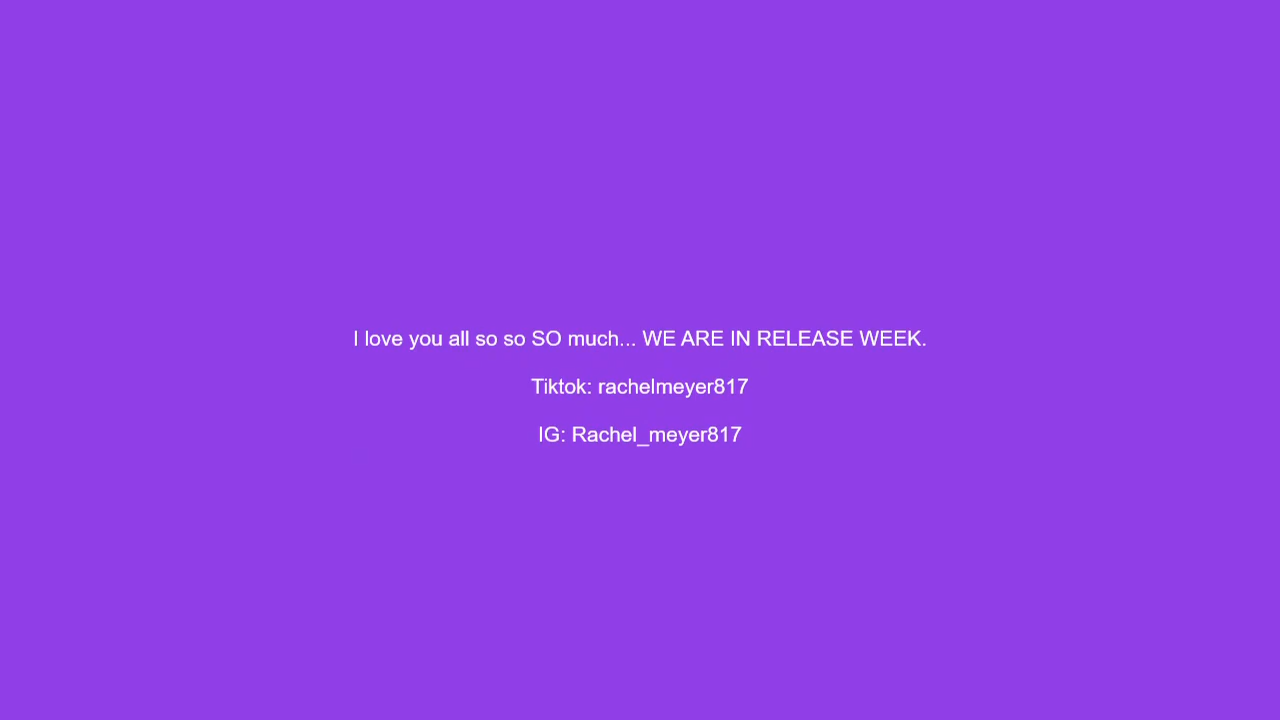 I love you all so so SO much... WE ARE IN RELEASE WEEK.
Tiktok: rachelmeyer817
IG: Rachel_meyer817